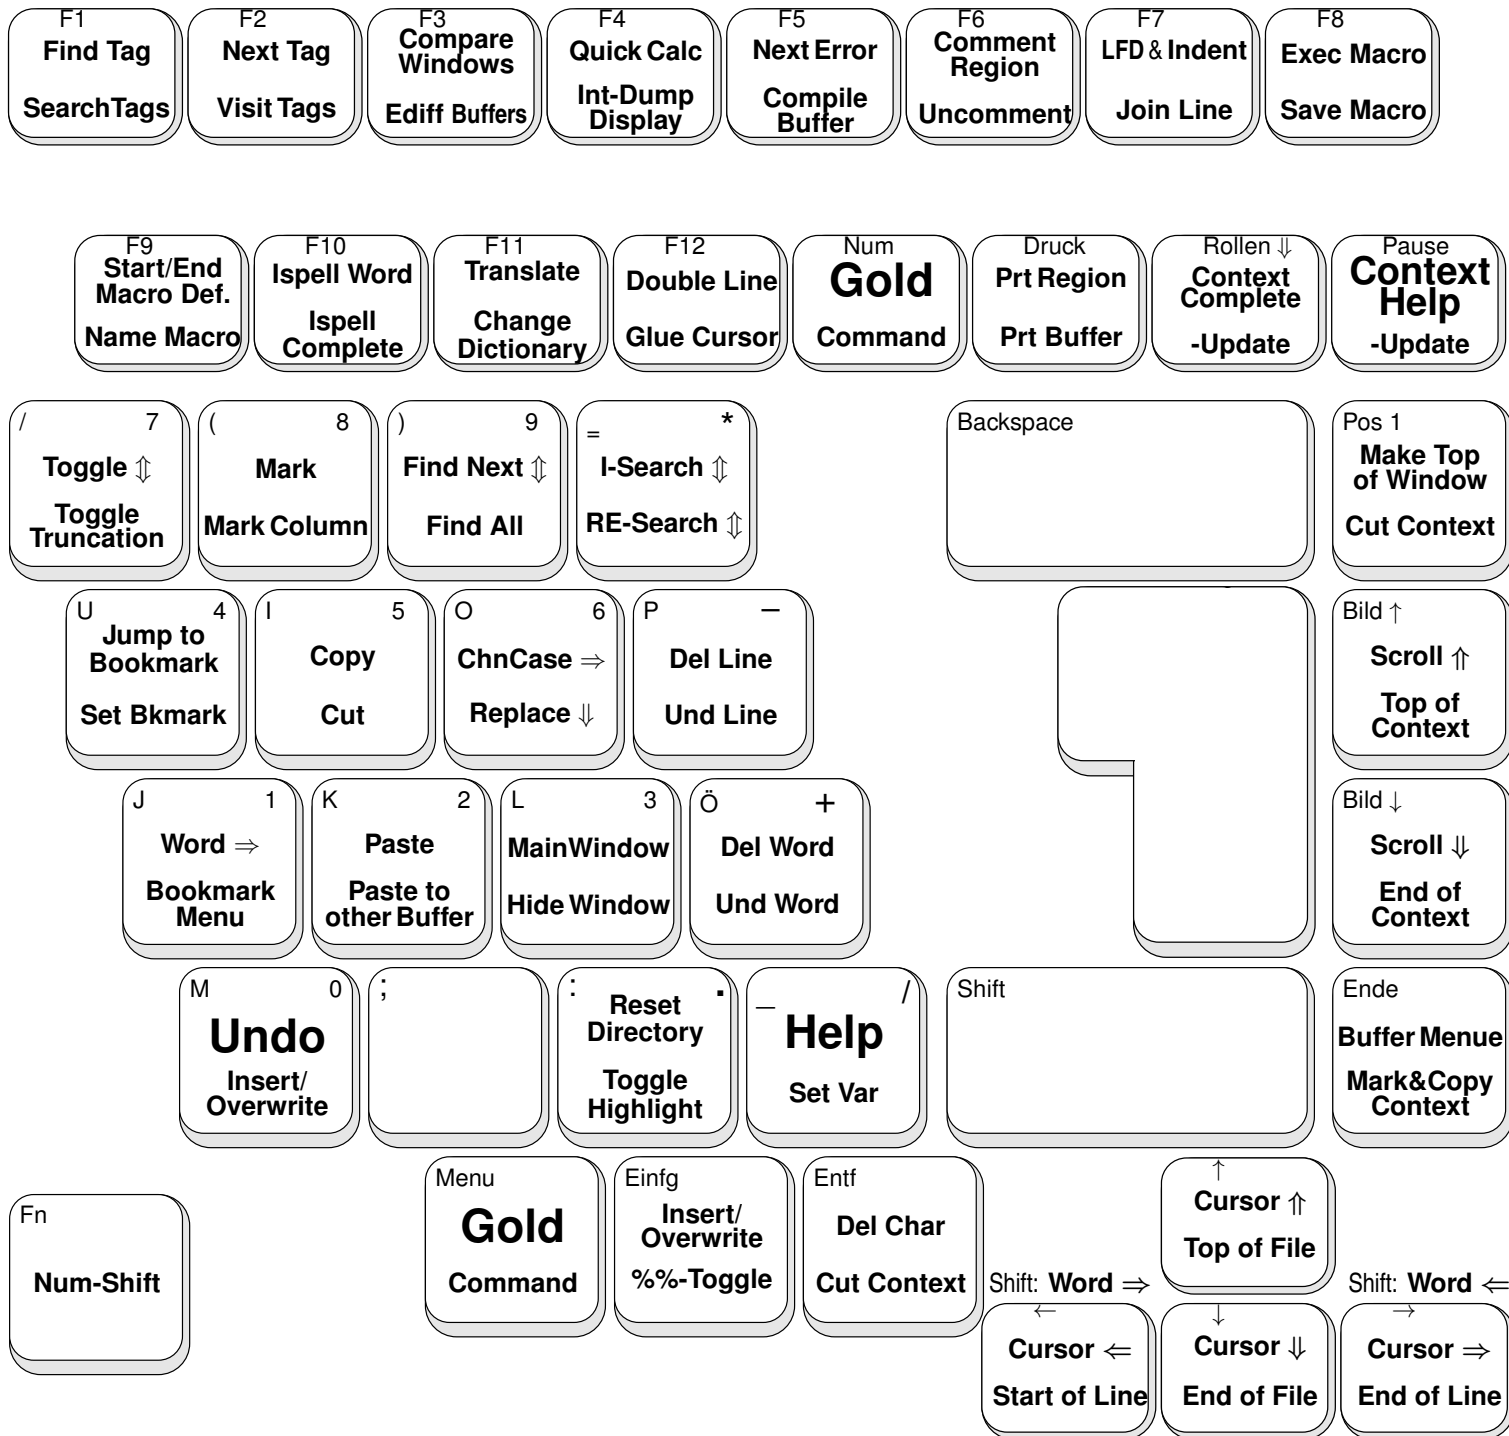 F1 F2 F3 F4 F5 F6 F7 F8
Find Tag Next Tag Compare Windows Quick Calc Next Error Comment Region LFD & Indent Exec Macro
SearchTags Visit Tags Ediff Buffers Int-Dump Display Compile Buffer Uncomment Join Line Save Macro
F9 F10 F11 F12 Num Druck Rollen ⇓ Pause
Start/End Macro Def. Ispell Word Translate Double Line Gold Prt Region Context Complete Context Help
Name Macro Ispell Complete Change Dictionary Glue Cursor Command Prt Buffer -Update -Update
/ 7 ( 8 ) 9 = * Backspace Pos 1
Toggle ⇕ Mark Find Next ⇕ I-Search ⇕ Make Top of Window
Toggle Truncation Mark Column Find All RE-Search ⇕ Cut Context
U 4 I 5 O 6 P – Bild ↑
Jump to Bookmark Copy ChnCase ⇒ Del Line Scroll ⇑
Set Bkmark Cut Replace ⇓ Und Line Top of Context
J 1 K 2 L 3 Ö + Bild ↓
Word ⇒ Paste MainWindow Del Word Scroll ⇓
Bookmark Menu Paste to other Buffer Hide Window Und Word End of Context
M 0 ; : . _ / Shift Ende
Undo Reset Directory Help Buffer Menue
Insert/ Overwrite Toggle Highlight Set Var Mark&Copy Context
Fn Menu Einfg Entf ↑
Gold Insert/ Overwrite Del Char Cursor ⇑
Num-Shift Command %%-Toggle Cut Context Top of File
Shift: Word ⇒ Shift: Word ⇐
← ↓ →
Cursor ⇐ Cursor ⇓ Cursor ⇒
Start of Line End of File End of Line